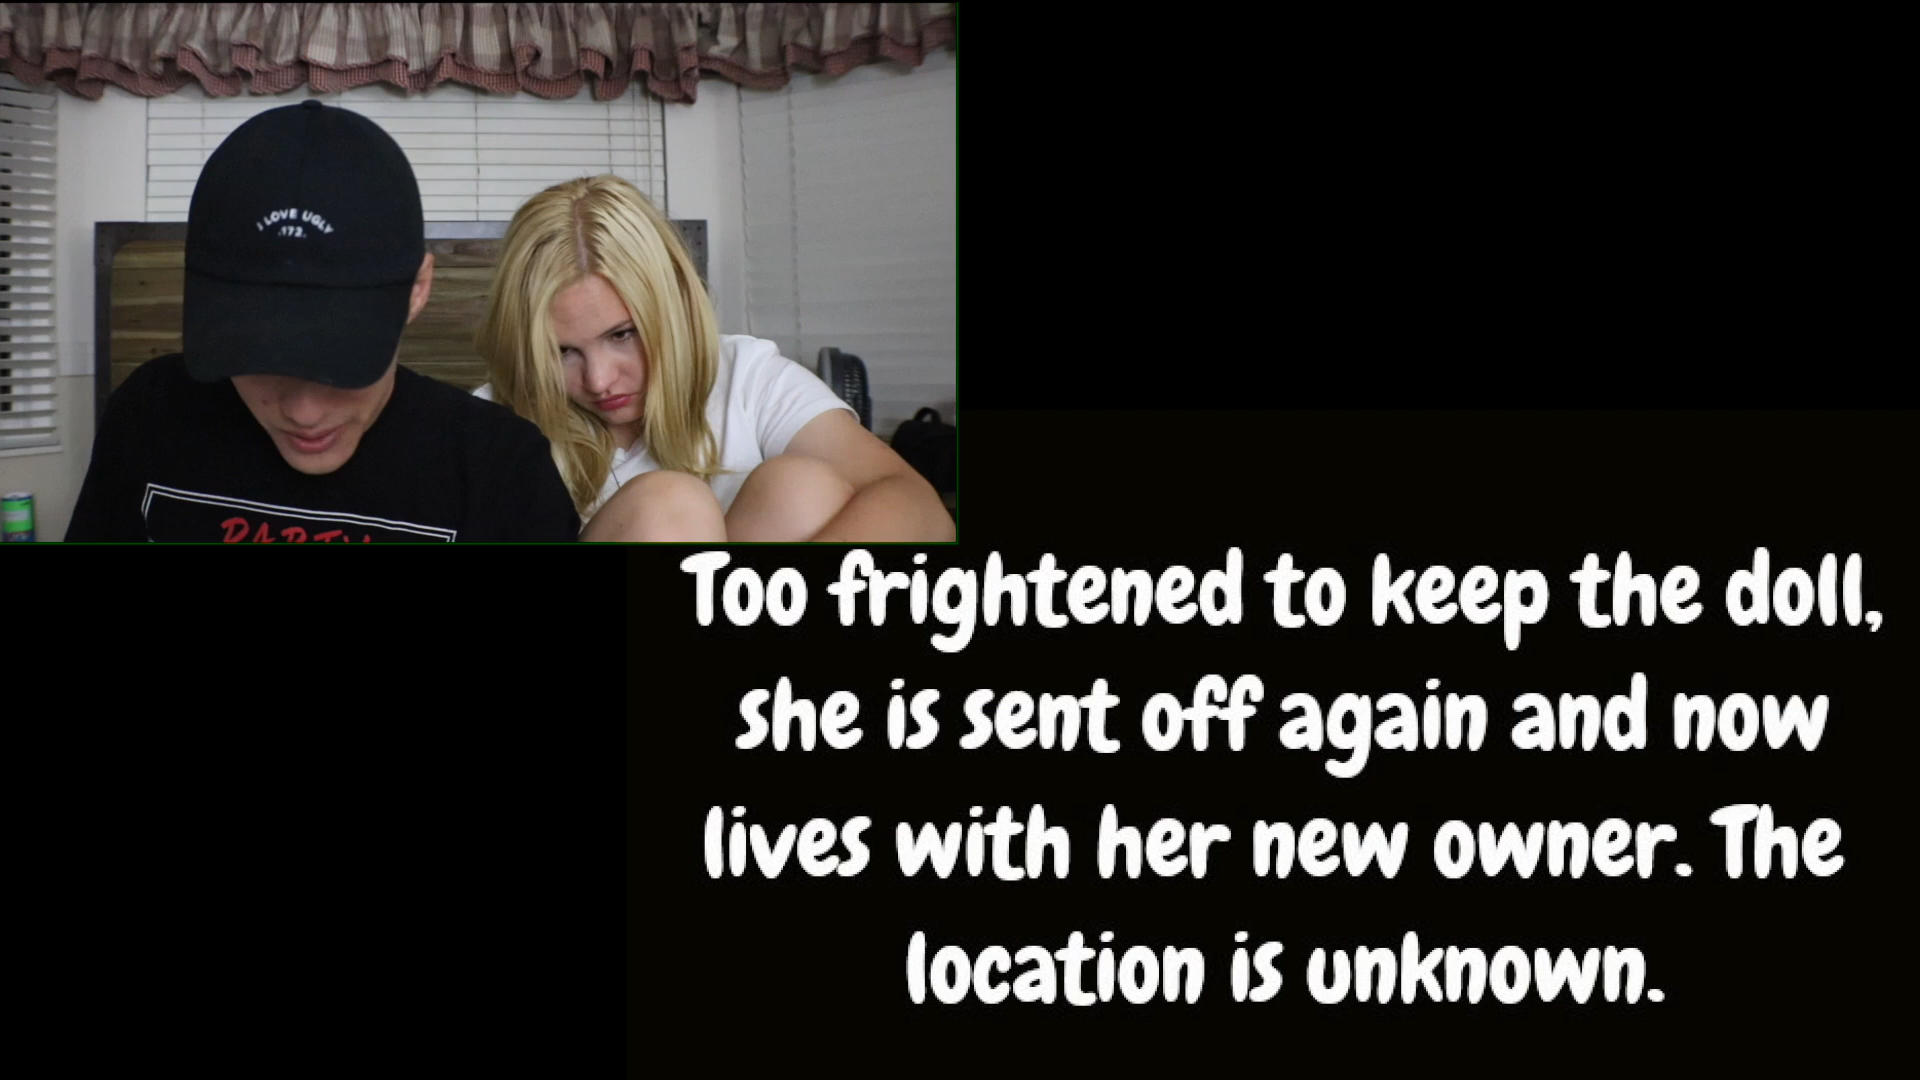 I LOVE UGLY
.172.
PARTY
Too frightened to keep the doll,
she is sent off again and now
lives with her new owner. The
location is unknown.